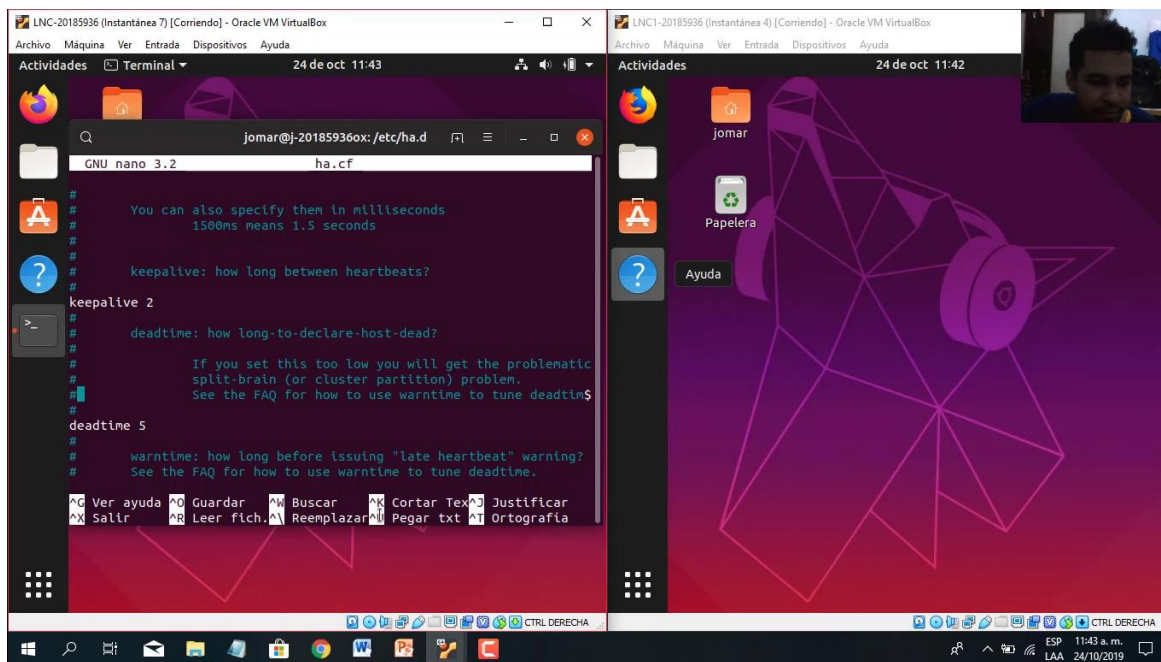 LNC-20185936 (Instantánea 7) [Corriendo] - Oracle VM VirtualBox
Archivo Máquina Ver Entrada Dispositivos Ayuda
Actividades Terminal 24 de oct 11:43
jomar@j-20185936ox: /etc/ha.d
GNU nano 3.2 ha.cf
#
# You can also specify them in milliseconds
# 1500ms means 1.5 seconds
#
#
# keepalive: how long between heartbeats?
#
keepalive 2
#
# deadtime: how long-to-declare-host-dead?
#
# If you set this too low you will get the problematic
# split-brain (or cluster partition) problem.
# See the FAQ for how to use warntime to tune deadtim$
#
deadtime 5
#
# warntime: how long before issuing "late heartbeat" warning?
# See the FAQ for how to use warntime to tune deadtime.
^G Ver ayuda ^O Guardar ^W Buscar ^K Cortar Tex ^J Justificar
^X Salir ^R Leer fich. ^\ Reemplazar ^U Pegar txt ^T Ortografía
CTRL DERECHA
LNC1-20185936 (Instantánea 4) [Corriendo] - Oracle VM VirtualBox
Archivo Máquina Ver Entrada Dispositivos Ayuda
Actividades 24 de oct 11:42
jomar
Papelera
Ayuda
CTRL DERECHA
ESP 11:43 a. m.
LAA 24/10/2019